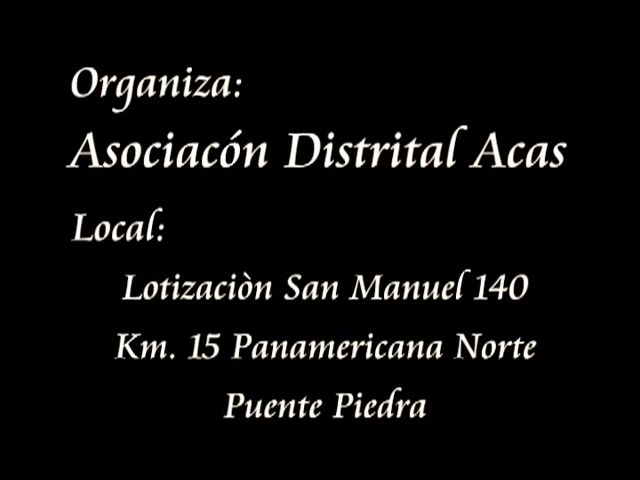 Organiza:
Asociacón Distrital Acas
Local:
Lotizaciòn San Manuel 140
Km. 15 Panamericana Norte
Puente Piedra